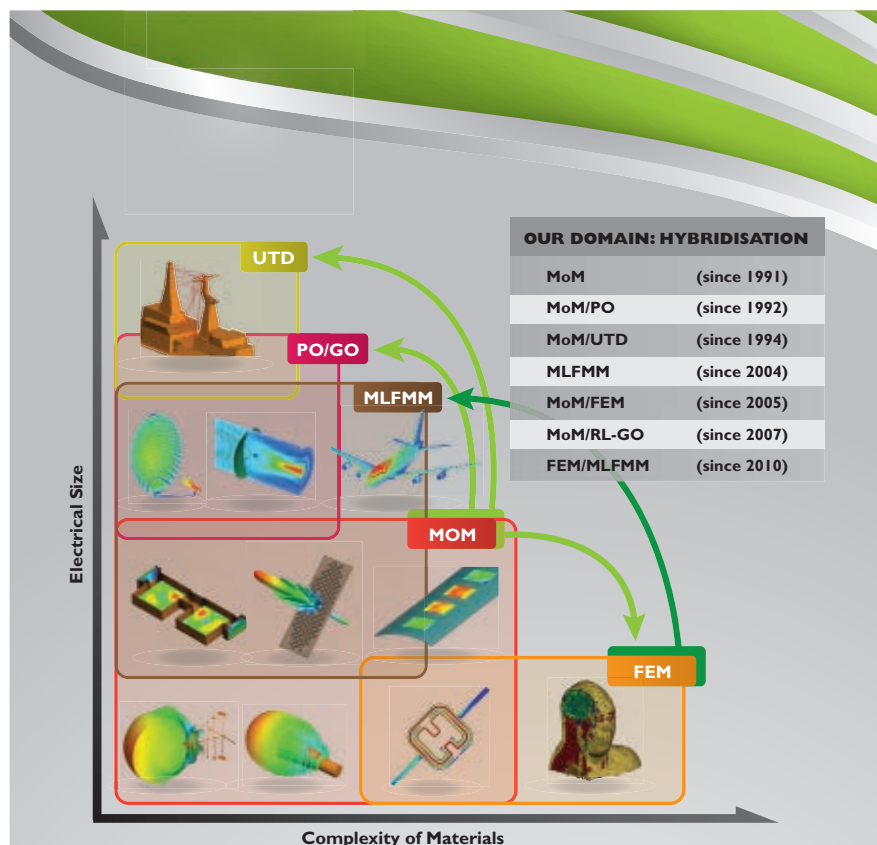 OUR DOMAIN: HYBRIDISATION
MoM (since 1991)
MoM/PO (since 1992)
MoM/UTD (since 1994)
MLFMM (since 2004)
MoM/FEM (since 2005)
MoM/RL-GO (since 2007)
FEM/MLFMM (since 2010)
UTD
PO/GO
MLFMM
MOM
FEM
Electrical Size
Complexity of Materials